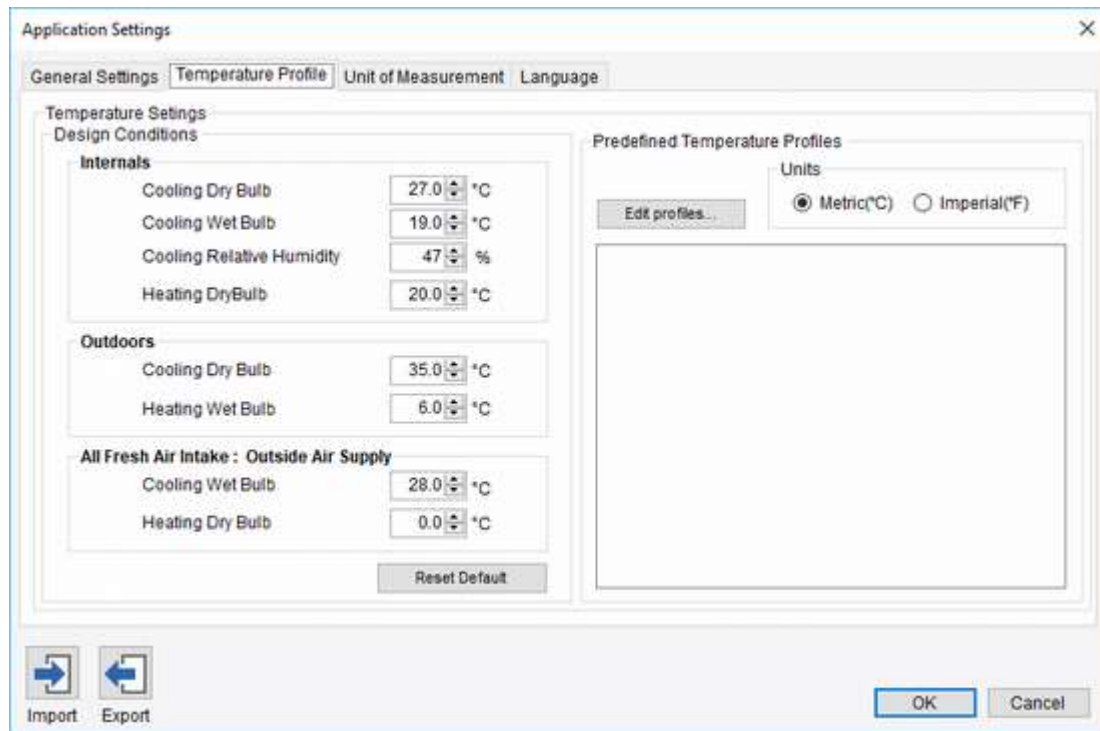 Application Settings
General Settings Temperature Profile Unit of Measurement Language
Temperature Setings
Design Conditions
Internals
Cooling Dry Bulb 27.0 °C
Cooling Wet Bulb 19.0 °C
Cooling Relative Humidity 47 %
Heating DryBulb 20.0 °C
Outdoors
Cooling Dry Bulb 35.0 °C
Heating Wet Bulb 6.0 °C
All Fresh Air Intake : Outside Air Supply
Cooling Wet Bulb 28.0 °C
Heating Dry Bulb 0.0 °C
Reset Default
Predefined Temperature Profiles
Units
Edit profiles... Metric(°C) Imperial(°F)
Import Export
OK Cancel